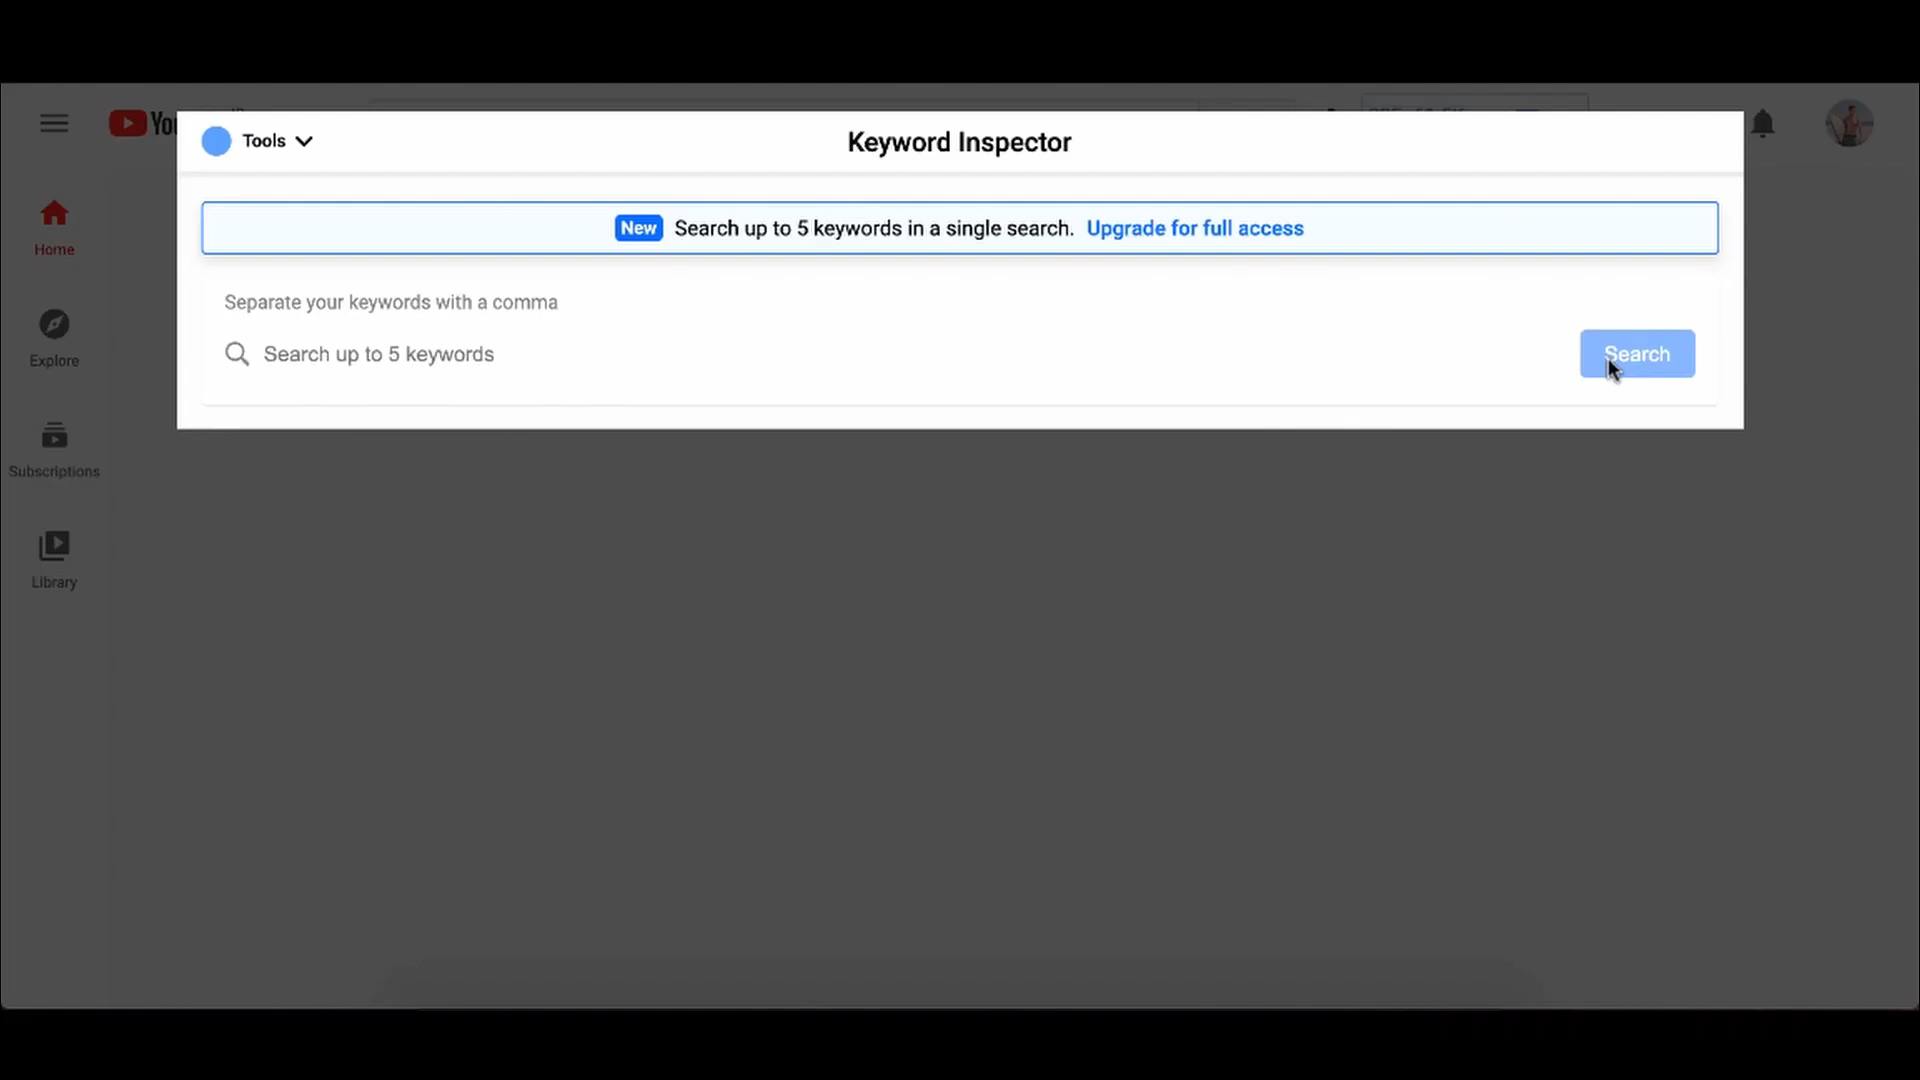 Tools
Keyword Inspector
New Search up to 5 keywords in a single search. Upgrade for full access
Separate your keywords with a comma
Search up to 5 keywords
Search
Home
Explore
Subscriptions
Library